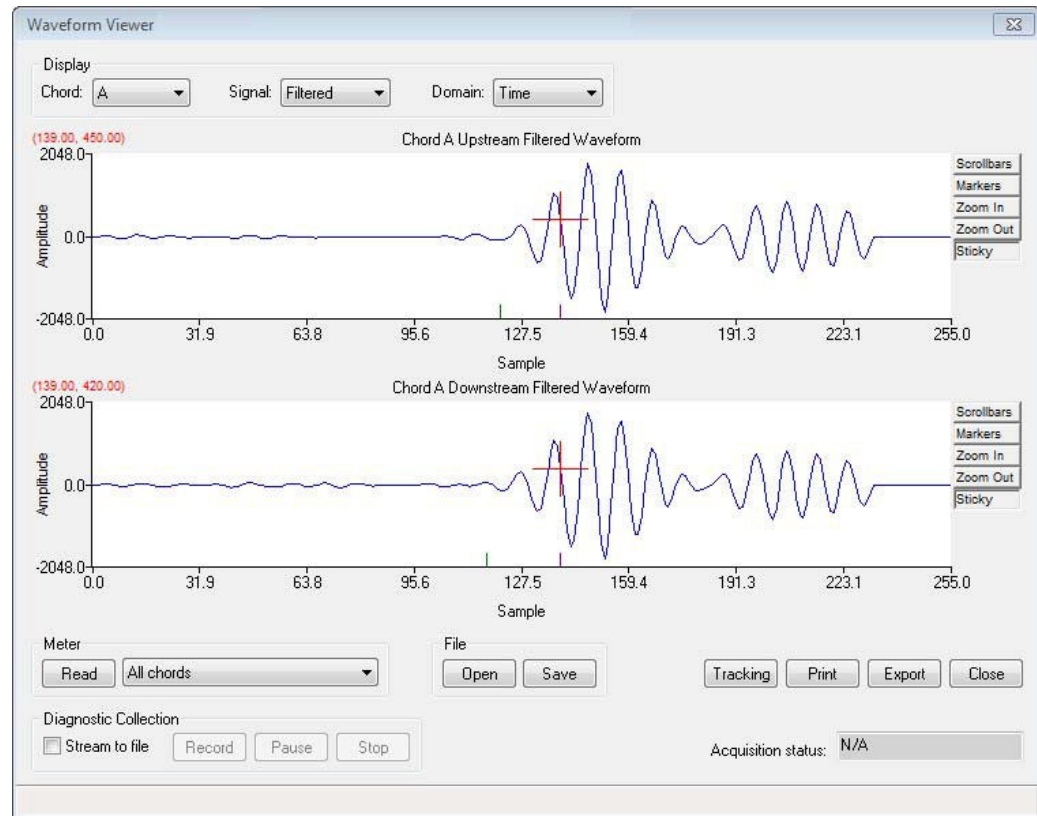 Waveform Viewer
Display
Chord: A Signal: Filtered Domain: Time
(139.00, 450.00)
Chord A Upstream Filtered Waveform
2048.0
0.0
-2048.0
Amplitude
0.0 31.9 63.8 95.6 127.5 159.4 191.3 223.1 255.0
Sample
Scrollbars
Markers
Zoom In
Zoom Out
Sticky
(139.00, 420.00)
Chord A Downstream Filtered Waveform
2048.0
0.0
-2048.0
Amplitude
0.0 31.9 63.8 95.6 127.5 159.4 191.3 223.1 255.0
Sample
Scrollbars
Markers
Zoom In
Zoom Out
Sticky
Meter
Read All chords
File
Open Save
Tracking Print Export Close
Diagnostic Collection
Stream to file Record Pause Stop
Acquisition status: N/A